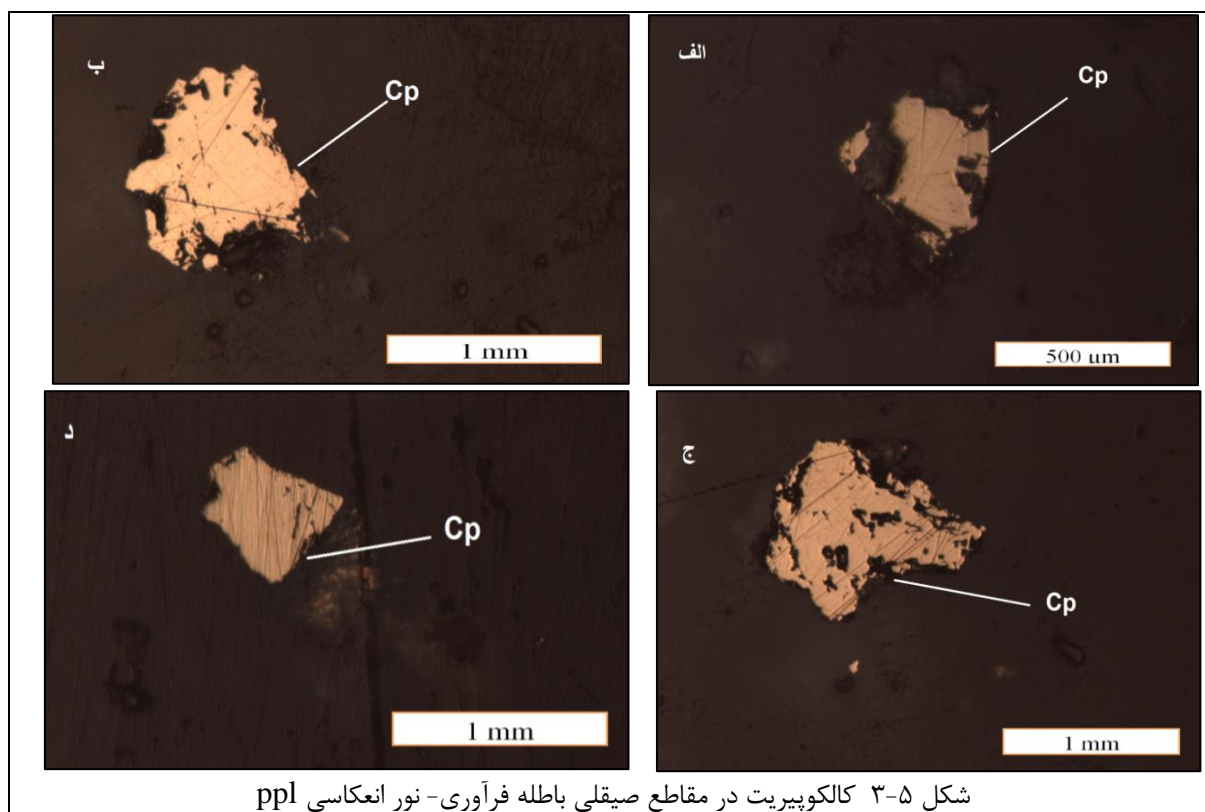 الف
Cp
500 um
ب
Cp
1 mm
ج
Cp
1 mm
د
Cp
1 mm
شکل ۵-۳ کالکوپیریت در مقاطع صیقلی باطله فرآوری- نور انعکاسی ppl